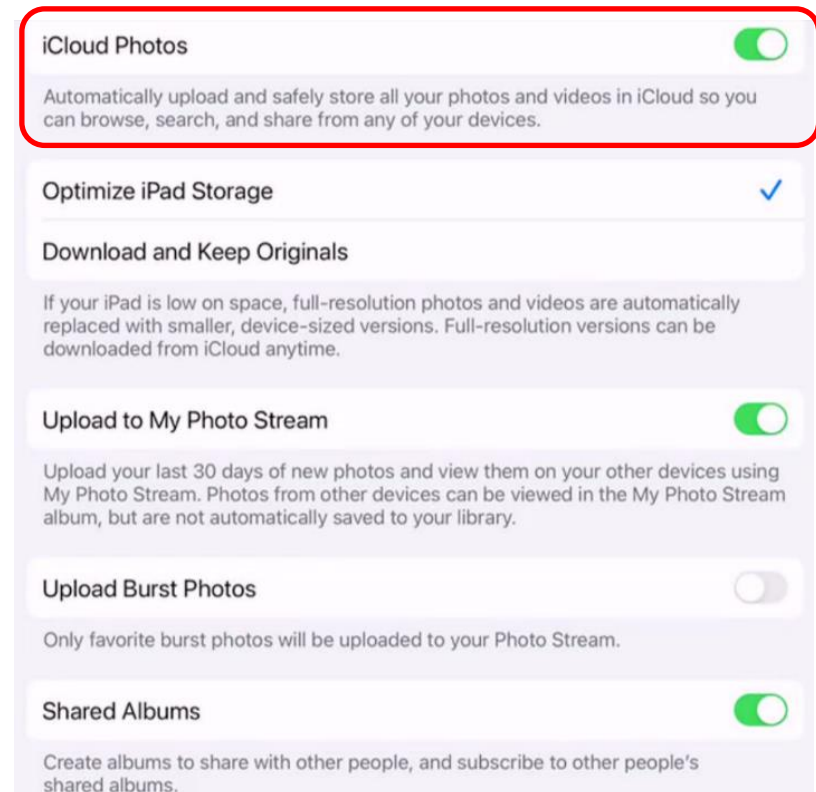 iCloud Photos
Automatically upload and safely store all your photos and videos in iCloud so you
can browse, search, and share from any of your devices.
Optimize iPad Storage
Download and Keep Originals
If your iPad is low on space, full-resolution photos and videos are automatically
replaced with smaller, device-sized versions. Full-resolution versions can be
downloaded from iCloud anytime.
Upload to My Photo Stream
Upload your last 30 days of new photos and view them on your other devices using
My Photo Stream. Photos from other devices can be viewed in the My Photo Stream
album, but are not automatically saved to your library.
Upload Burst Photos
Only favorite burst photos will be uploaded to your Photo Stream.
Shared Albums
Create albums to share with other people, and subscribe to other people's
shared albums.